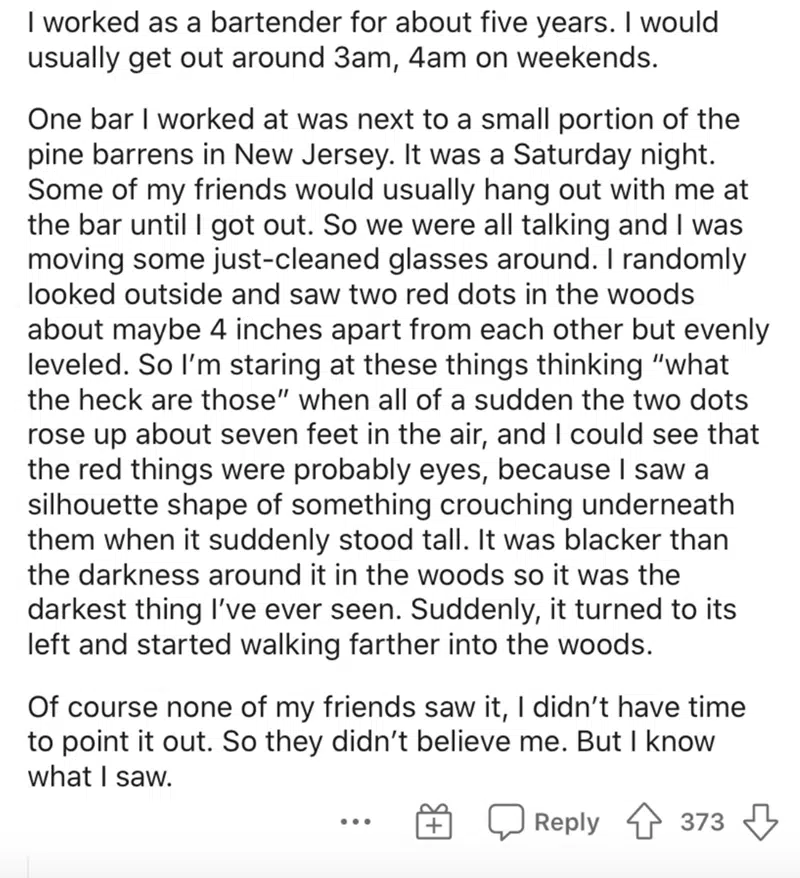 I worked as a bartender for about five years. I would
usually get out around 3am, 4am on weekends.
One bar I worked at was next to a small portion of the
pine barrens in New Jersey. It was a Saturday night.
Some of my friends would usually hang out with me at
the bar until I got out. So we were all talking and I was
moving some just-cleaned glasses around. I randomly
looked outside and saw two red dots in the woods
about maybe 4 inches apart from each other but evenly
leveled. So I’m staring at these things thinking “what
the heck are those” when all of a sudden the two dots
rose up about seven feet in the air, and I could see that
the red things were probably eyes, because I saw a
silhouette shape of something crouching underneath
them when it suddenly stood tall. It was blacker than
the darkness around it in the woods so it was the
darkest thing I’ve ever seen. Suddenly, it turned to its
left and started walking farther into the woods.
Of course none of my friends saw it, I didn’t have time
to point it out. So they didn’t believe me. But I know
what I saw.
Reply 373